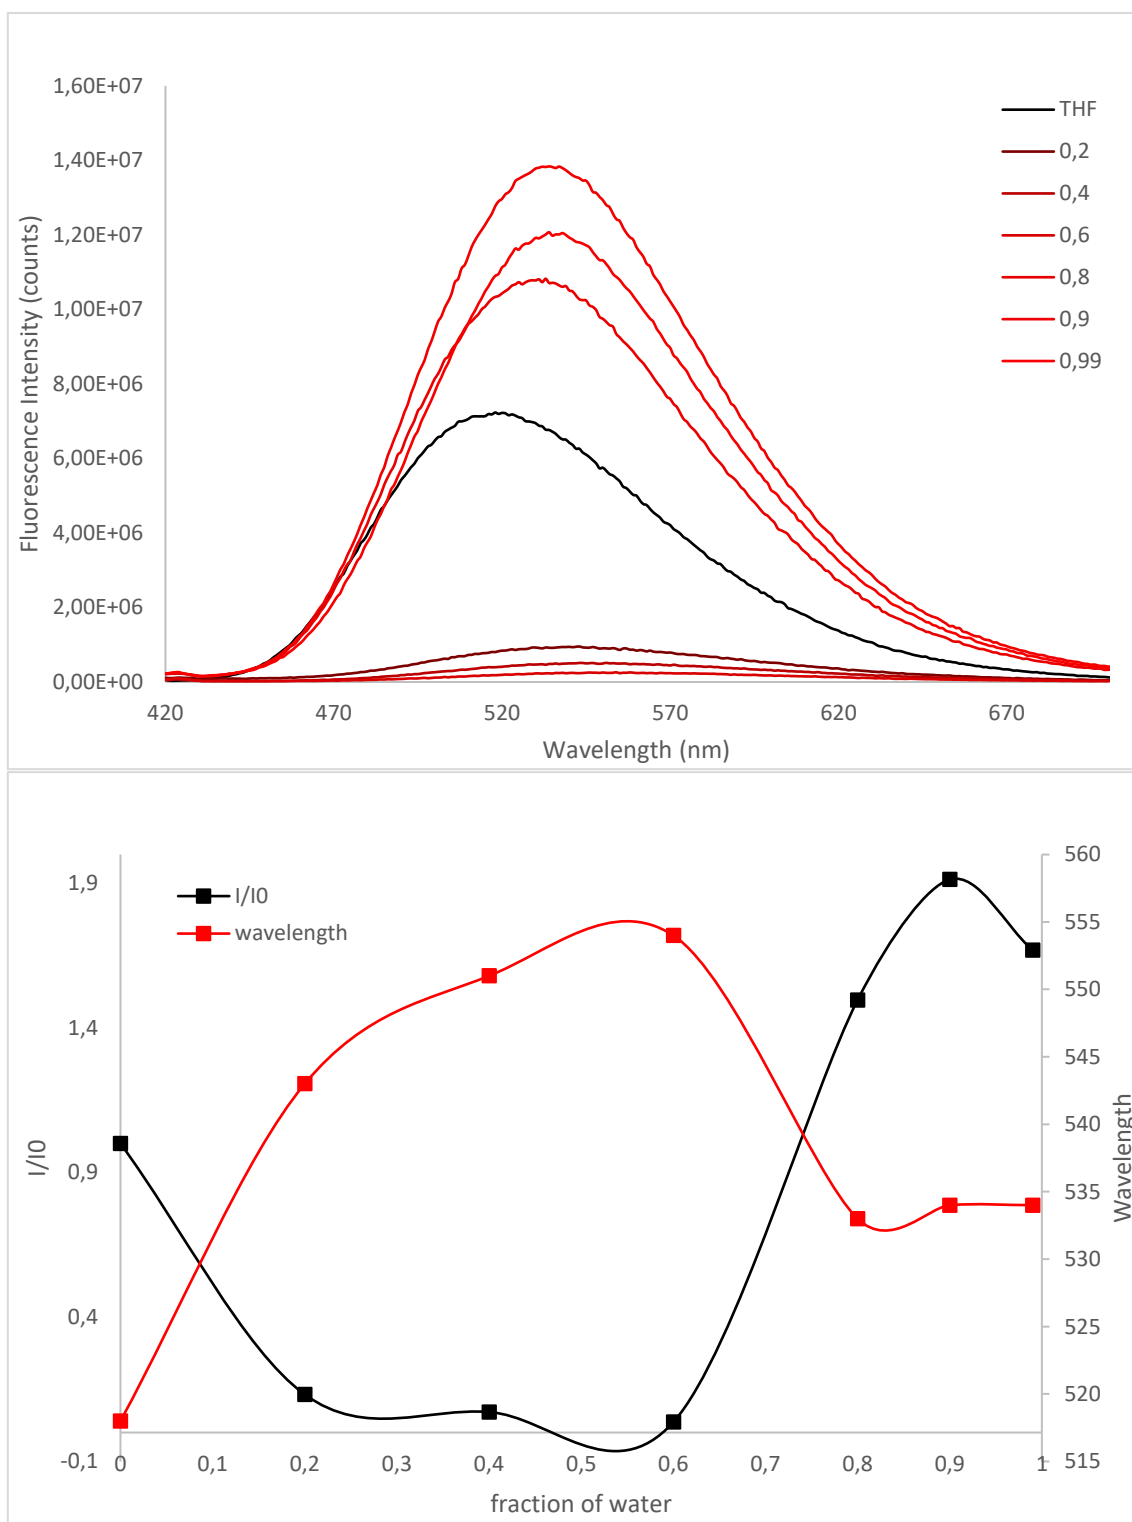 1,60E+07
1,40E+07
1,20E+07
1,00E+07
8,00E+06
6,00E+06
4,00E+06
2,00E+06
0,00E+00
Fluorescence Intensity (counts)
THF
0,2
0,4
0,6
0,8
0,9
0,99
420 470 520 570 620 670
Wavelength (nm)
I/I0
wavelength
1,9
1,4
0,9
0,4
-0,1
I/I0
560
555
550
545
540
535
530
525
520
515
Wavelength
0 0,1 0,2 0,3 0,4 0,5 0,6 0,7 0,8 0,9 1
fraction of water